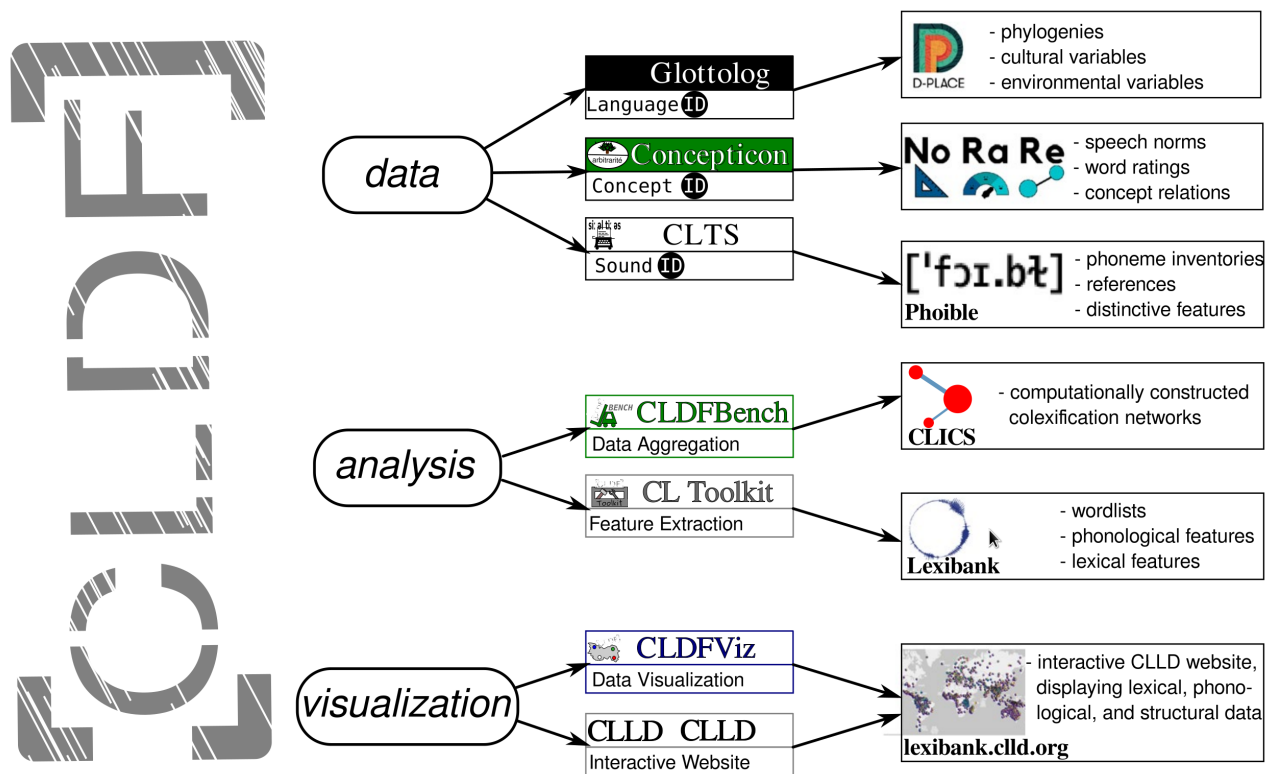 [CLDF]
data
Glottolog
Language ID
arbitrarité
Concepticon
Concept ID
CLTS
Sound ID
D-PLACE
- phylogenies
- cultural variables
- environmental variables
No Ra Re
- speech norms
- word ratings
- concept relations
['fɔɪ.bɫ]
Phoible
- phoneme inventories
- references
- distinctive features
analysis
BENCH
CLDFBench
Data Aggregation
Toolkit
CL Toolkit
Feature Extraction
CLICS
- computationally constructed
colexification networks
Lexibank
- wordlists
- phonological features
- lexical features
visualization
CLDFViz
Data Visualization
CLLD CLLD
Interactive Website
- interactive CLLD website,
displaying lexical, phono-
logical, and structural data
lexibank.clld.org